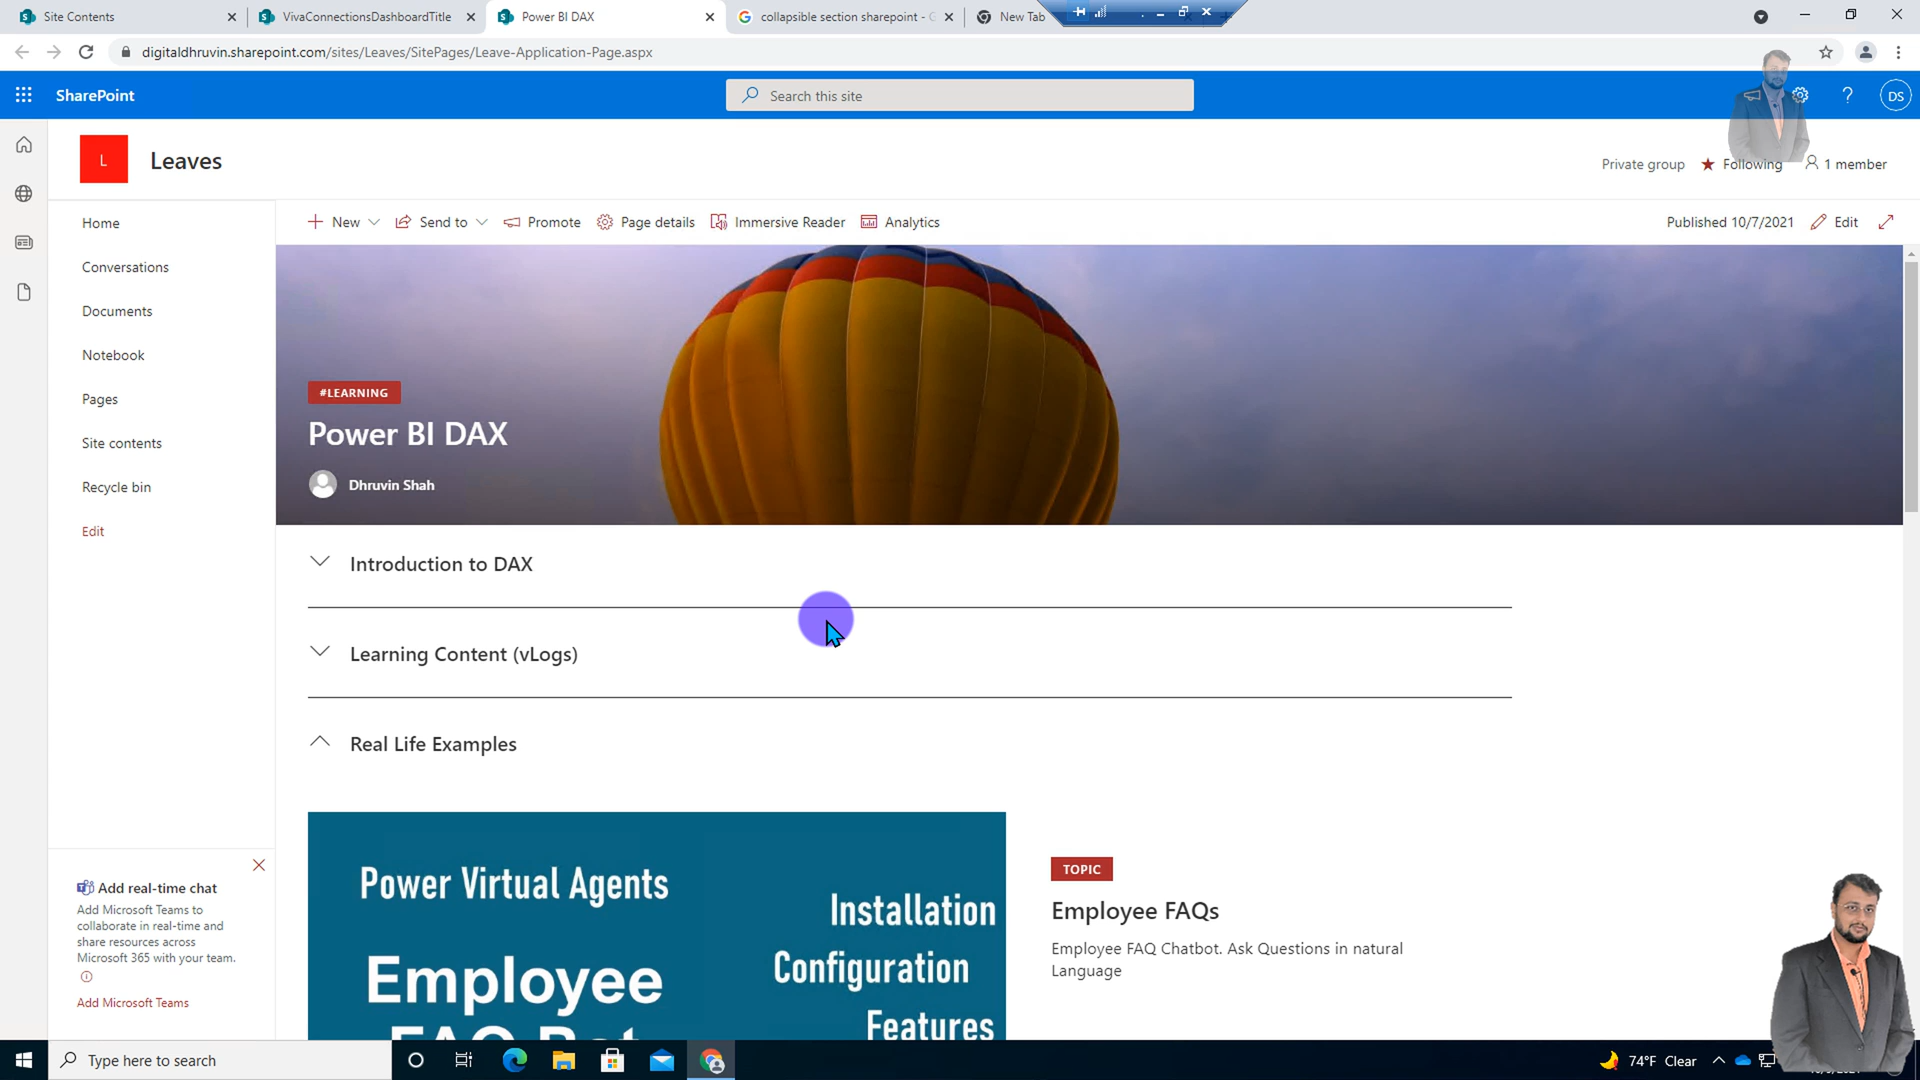 Site Contents
VivaConnectionsDashboardTitle
Power BI DAX
collapsible section sharepoint - G
New Tab
digitaldhruvin.sharepoint.com/sites/Leaves/SitePages/Leave-Application-Page.aspx
SharePoint
Search this site
DS
L
Leaves
Private group
Following
1 member
New
Send to
Promote
Page details
Immersive Reader
Analytics
Published 10/7/2021
Edit
Home
Conversations
Documents
Notebook
Pages
Site contents
Recycle bin
Edit
#LEARNING
Power BI DAX
Dhruvin Shah
Introduction to DAX
Learning Content (vLogs)
Real Life Examples
Power Virtual Agents
Employee
FAQ Bot
Installation
Configuration
Features
TOPIC
Employee FAQs
Employee FAQ Chatbot. Ask Questions in natural
Language
Add real-time chat
Add Microsoft Teams to
collaborate in real-time and
share resources across
Microsoft 365 with your team.
Add Microsoft Teams
Type here to search
74°F Clear